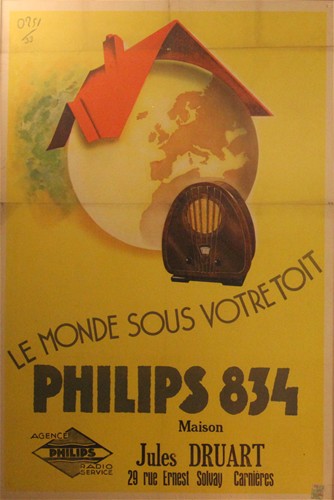 LE MONDE SOUS VOTRE TOIT
PHILIPS 834
Maison
Jules DRUART
29 rue Ernest Solvay Carnières
AGENCE
PHILIPS
RADIO
SERVICE